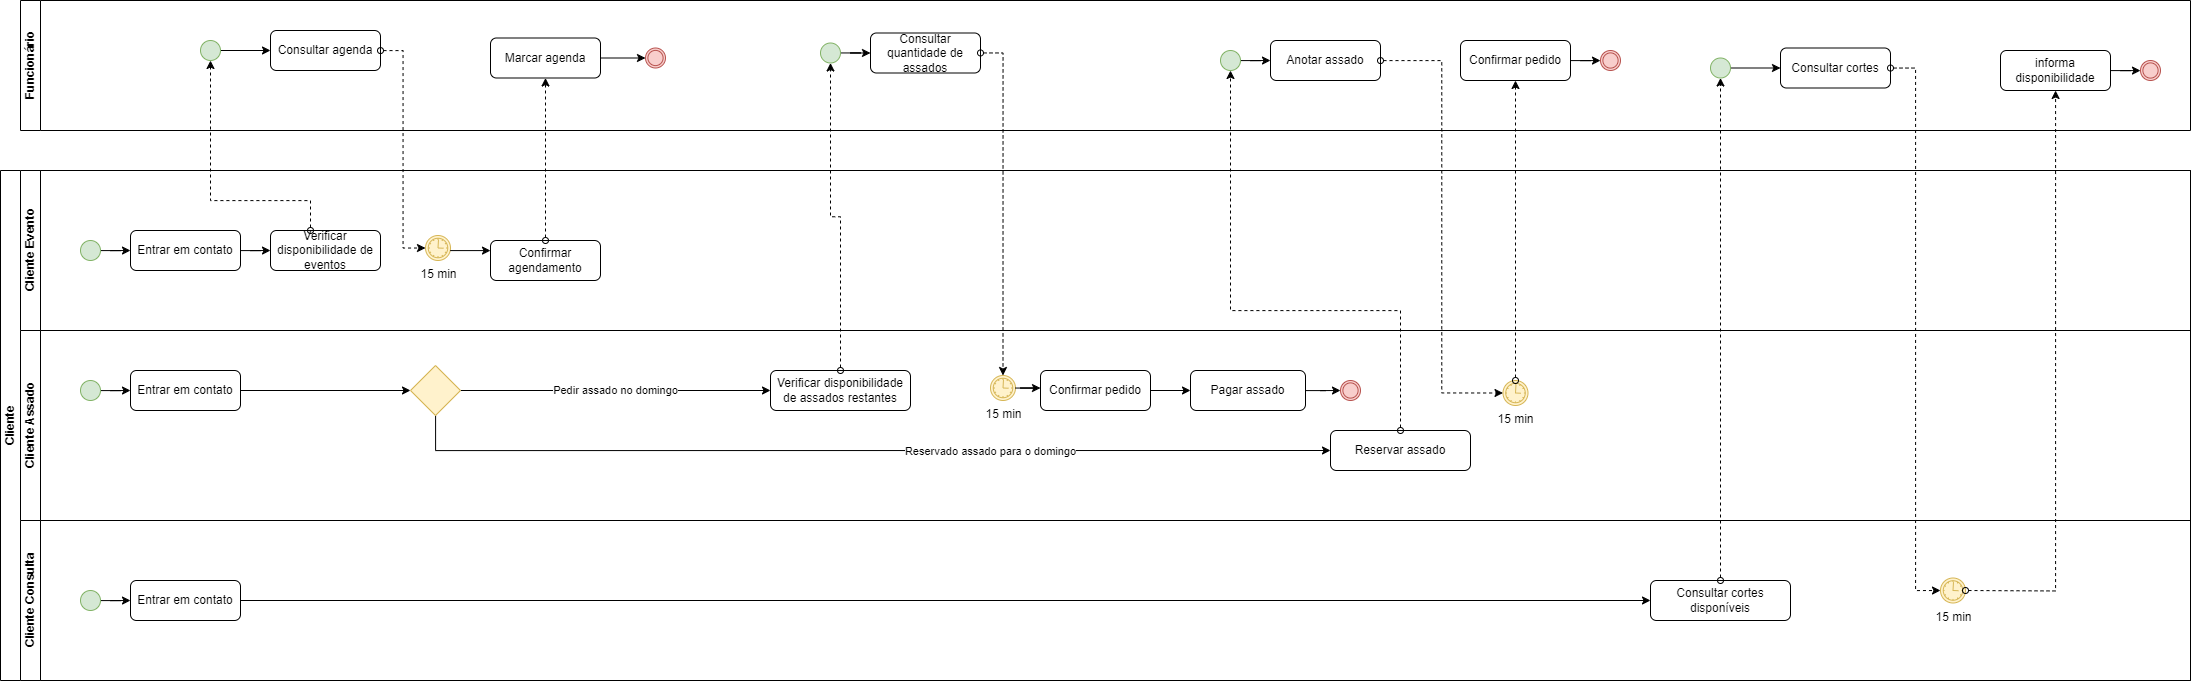 Funcionário
Consultar agenda
Marcar agenda
Consultar
quantidade de
assados
Anotar assado
Confirmar pedido
Consultar cortes
informa
disponibilidade
Cliente
Cliente Evento
Entrar em contato
Verificar
disponibilidade de
eventos
15 min
Confirmar
agendamento
Cliente Assado
Entrar em contato
Pedir assado no domingo
Verificar disponibilidade
de assados restantes
15 min
Confirmar pedido
Pagar assado
15 min
Reservado assado para o domingo
Reservar assado
Cliente Consulta
Entrar em contato
Consultar cortes
disponíveis
15 min